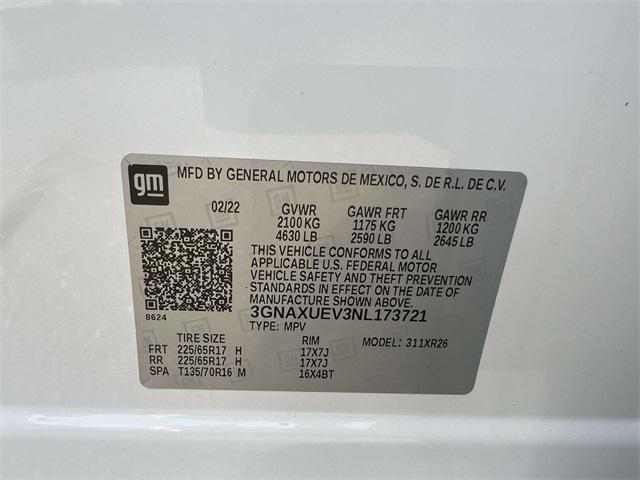 gm
MFD BY GENERAL MOTORS DE MEXICO, S. DE R.L. DE C.V.
02/22 GVWR GAWR FRT GAWR RR
2100 KG 1175 KG 1200 KG
4630 LB 2590 LB 2645 LB
THIS VEHICLE CONFORMS TO ALL
APPLICABLE U.S. FEDERAL MOTOR
VEHICLE SAFETY AND THEFT PREVENTION
STANDARDS IN EFFECT ON THE DATE OF
MANUFACTURE SHOWN ABOVE.
8624
3GNAXUEV3NL173721
TYPE: MPV
TIRE SIZE RIM MODEL: 311XR26
FRT 225/65R17 H 17X7J
RR 225/65R17 H 17X7J
SPA T135/70R16 M 16X4BT